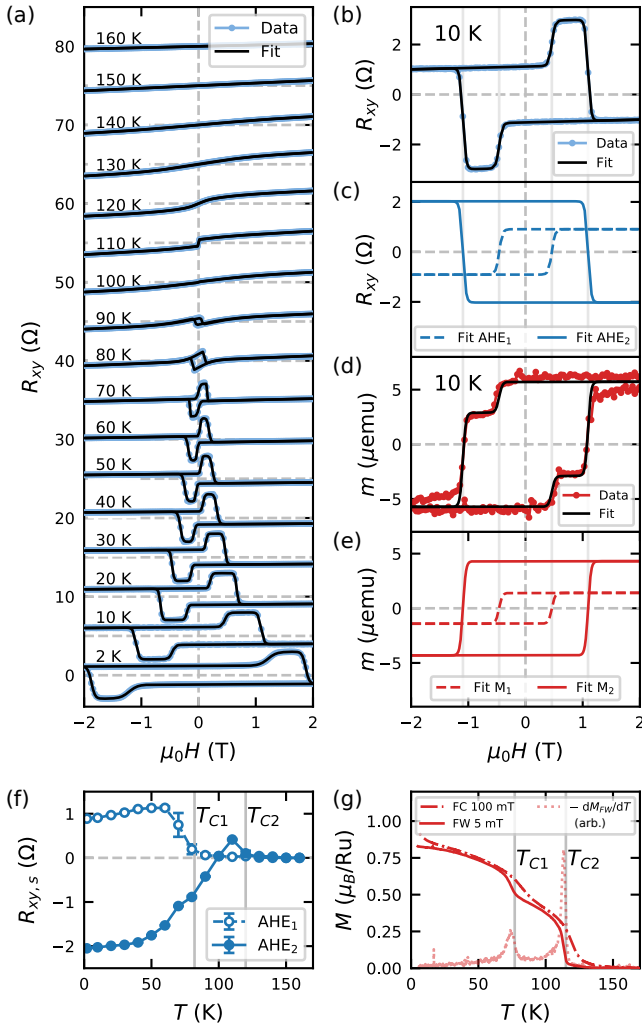 (a)
80
70
60
50
40
30
20
10
0
R_xy (Ω)
160 K
150 K
140 K
130 K
120 K
110 K
100 K
90 K
80 K
70 K
60 K
50 K
40 K
30 K
20 K
10 K
2 K
Data
Fit
−2 −1 0 1 2
μ₀H (T)
(b)
10 K
2
0
−2
R_xy (Ω)
Data
Fit
(c)
2
0
−2
R_xy (Ω)
Fit AHE₁ Fit AHE₂
(d)
10 K
5
0
−5
m (μemu)
Data
Fit
(e)
5
0
−5
m (μemu)
Fit M₁ Fit M₂
−2 −1 0 1 2
μ₀H (T)
(f)
1
0
−1
−2
R_xy,s (Ω)
T_C1 T_C2
AHE₁
AHE₂
0 50 100 150
T (K)
(g)
FC 100 mT
FW 5 mT
− dM_FW/dT
(arb.)
1.00
0.75
0.50
0.25
0.00
M (μ_B/Ru)
T_C1 T_C2
0 50 100 150
T (K)